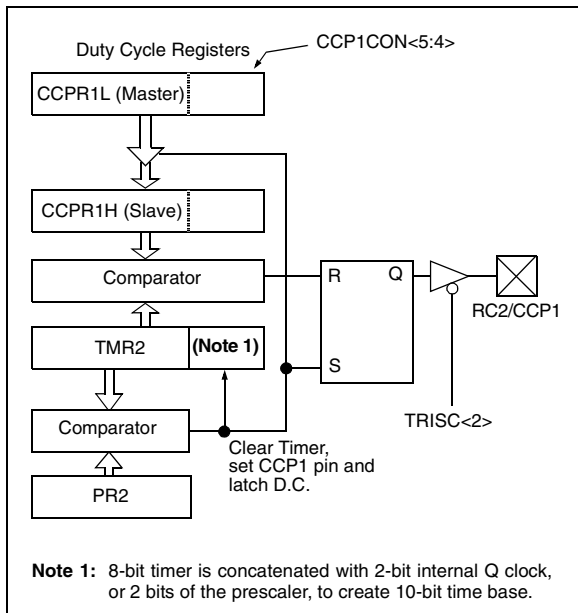 Duty Cycle Registers
CCP1CON<5:4>
CCPR1L (Master)
CCPR1H (Slave)
Comparator
R
Q
RC2/CCP1
TMR2
(Note 1)
S
TRISC<2>
Comparator
Clear Timer,
set CCP1 pin and
latch D.C.
PR2
Note 1: 8-bit timer is concatenated with 2-bit internal Q clock,
or 2 bits of the prescaler, to create 10-bit time base.